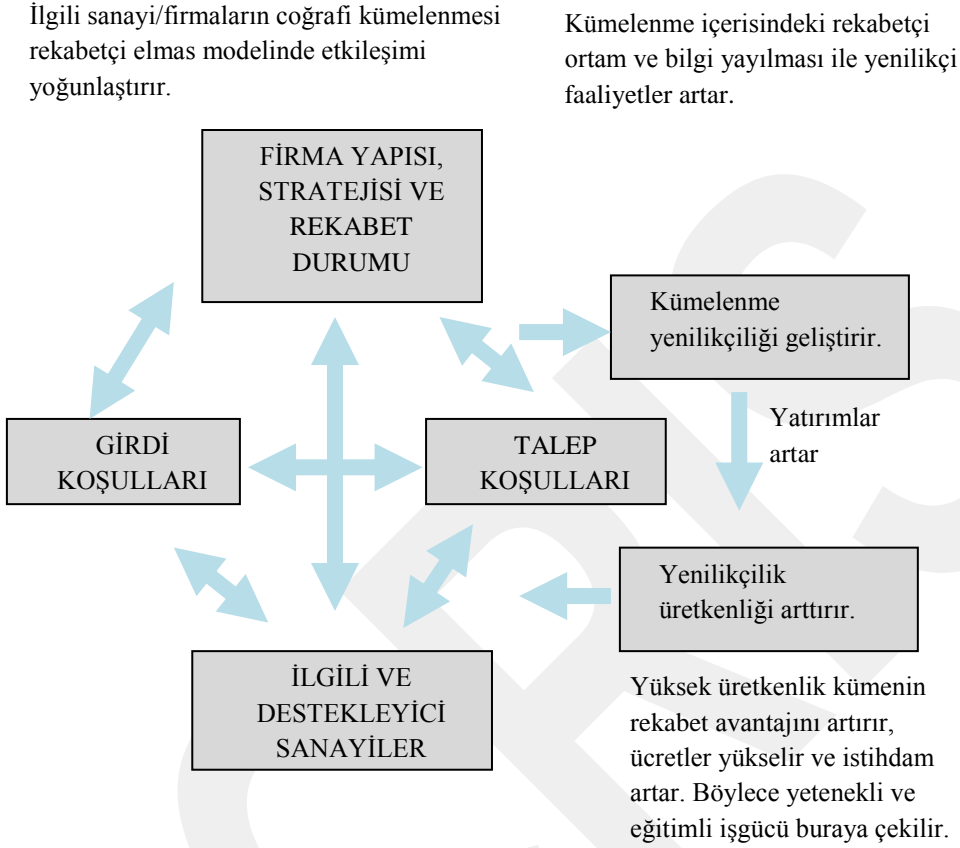 İlgili sanayi/firmaların coğrafi kümelenmesi
rekabetçi elmas modelinde etkileşimi
yoğunlaştırır.
Kümelenme içerisindeki rekabetçi
ortam ve bilgi yayılması ile yenilikçi
faaliyetler artar.
FİRMA YAPISI,
STRATEJİSİ VE
REKABET
DURUMU
Kümelenme
yenilikçiliği geliştirir.
Yatırımlar
artar
GİRDİ
KOŞULLARI
TALEP
KOŞULLARI
Yenilikçilik
üretkenliği arttırır.
İLGİLİ VE
DESTEKLEYİCİ
SANAYİLER
Yüksek üretkenlik kümenin
rekabet avantajını artırır,
ücretler yükselir ve istihdam
artar. Böylece yetenekli ve
eğitimli işgücü buraya çekilir.